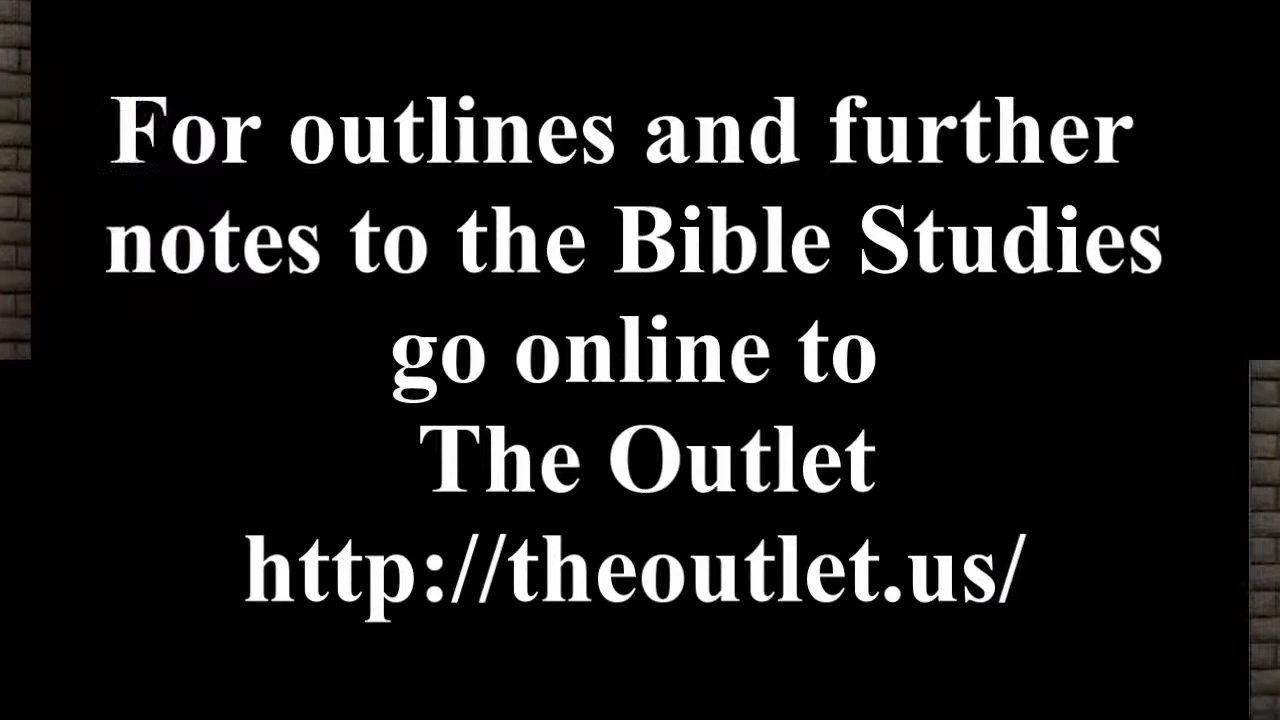 For outlines and further
notes to the Bible Studies
go online to
The Outlet
http://theoutlet.us/